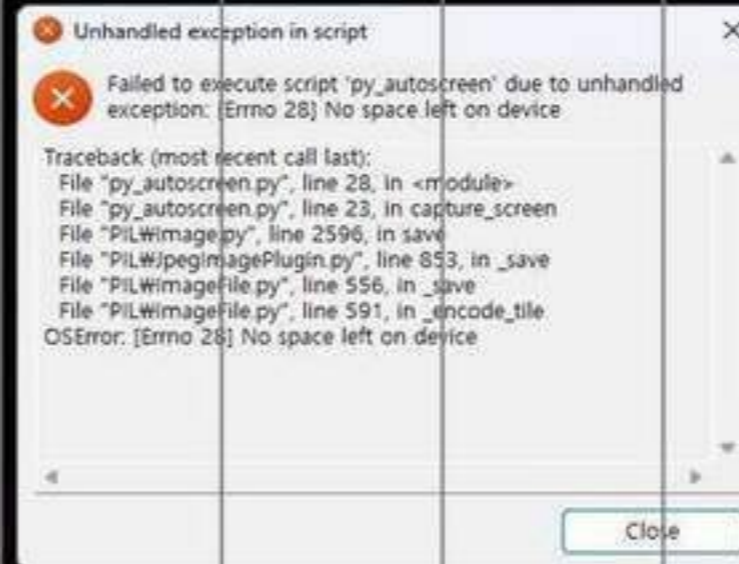 Unhandled exception in script
Failed to execute script 'py_autoscreen' due to unhandled
exception: [Errno 28] No space left on device
Traceback (most recent call last):
File "py_autoscreen.py", line 28, in <module>
File "py_autoscreen.py", line 23, in capture_screen
File "PIL₩Image.py", line 2596, in save
File "PIL₩JpegImagePlugin.py", line 853, in _save
File "PIL₩ImageFile.py", line 556, in _save
File "PIL₩ImageFile.py", line 591, in _encode_tile
OSError: [Errno 28] No space left on device
Close